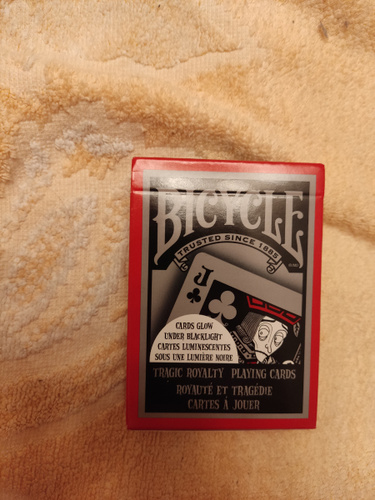 BICYCLE
TRUSTED SINCE 1885
J
CARDS GLOW
UNDER BLACKLIGHT
CARTES LUMINESCENTES
SOUS UNE LUMIÈRE NOIRE
TRAGIC ROYALTY PLAYING CARDS
ROYAUTÉ ET TRAGÉDIE
CARTES À JOUER